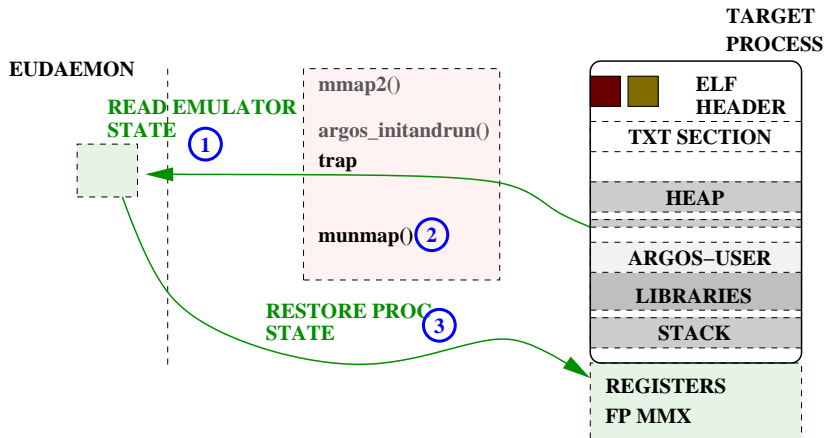 TARGET
PROCESS
EUDAEMON
mmap2()
ELF
HEADER
READ EMULATOR
STATE
1
argos_initandrun()
TXT SECTION
trap
HEAP
munmap()
2
ARGOS–USER
LIBRARIES
RESTORE PROC
STATE
3
STACK
REGISTERS
FP MMX